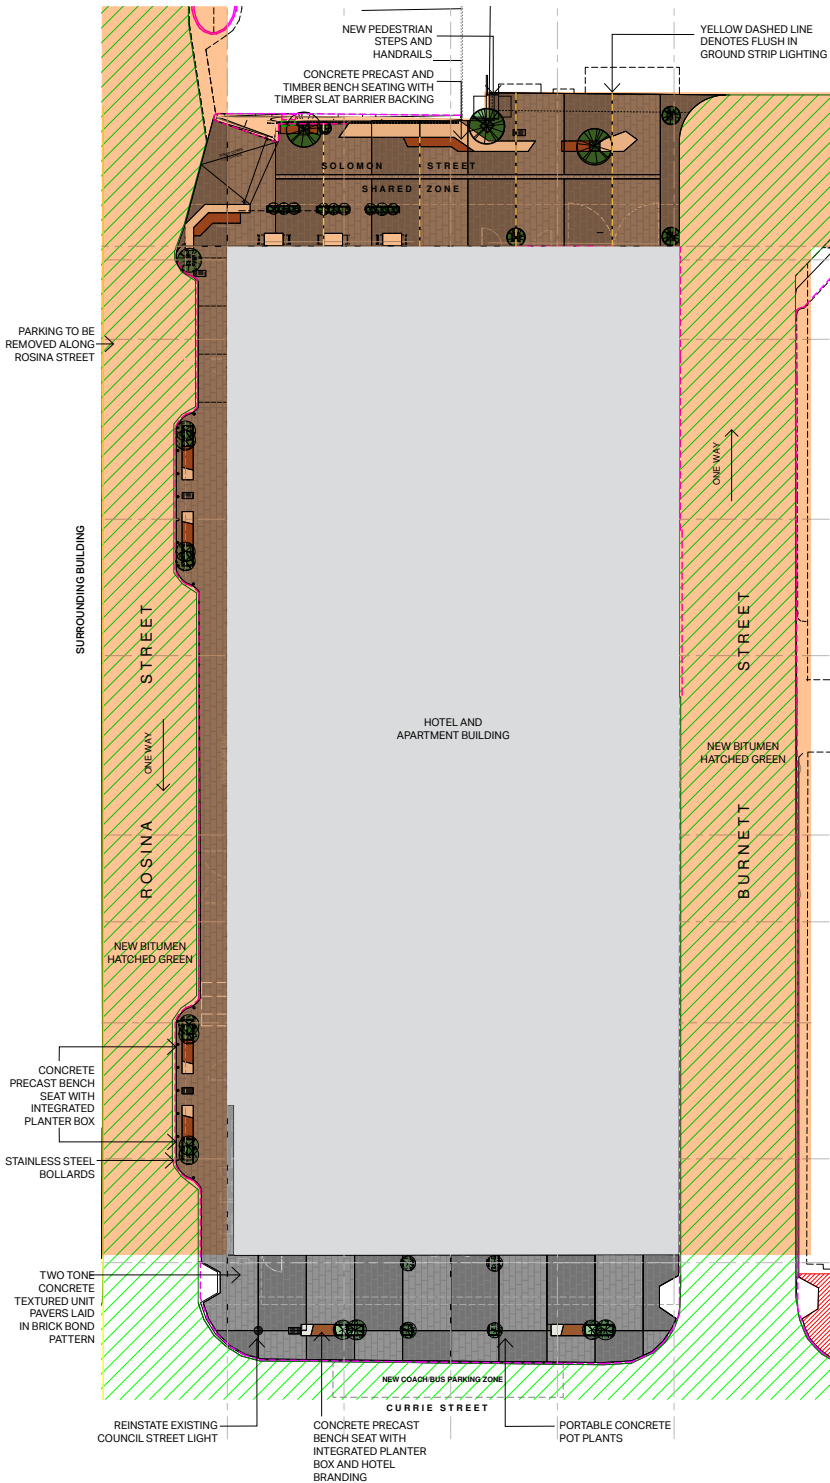 NEW PEDESTRIAN
STEPS AND
HANDRAILS
YELLOW DASHED LINE
DENOTES FLUSH IN
GROUND STRIP LIGHTING
CONCRETE PRECAST AND
TIMBER BENCH SEATING WITH
TIMBER SLAT BARRIER BACKING
SOLOMON STREET
SHARED ZONE
PARKING TO BE
REMOVED ALONG
ROSINA STREET
ONE WAY
SURROUNDING BUILDING
ROSINA STREET
ONE WAY
HOTEL AND
APARTMENT BUILDING
BURNETT STREET
NEW BITUMEN
HATCHED GREEN
NEW BITUMEN
HATCHED GREEN
CONCRETE
PRECAST BENCH
SEAT WITH
INTEGRATED
PLANTER BOX
STAINLESS STEEL
BOLLARDS
TWO TONE
CONCRETE
TEXTURED UNIT
PAVERS LAID
IN BRICK BOND
PATTERN
NEW COACH/BUS PARKING ZONE
CURRIE STREET
REINSTATE EXISTING
COUNCIL STREET LIGHT
CONCRETE PRECAST
BENCH SEAT WITH
INTEGRATED PLANTER
BOX AND HOTEL
BRANDING
PORTABLE CONCRETE
POT PLANTS